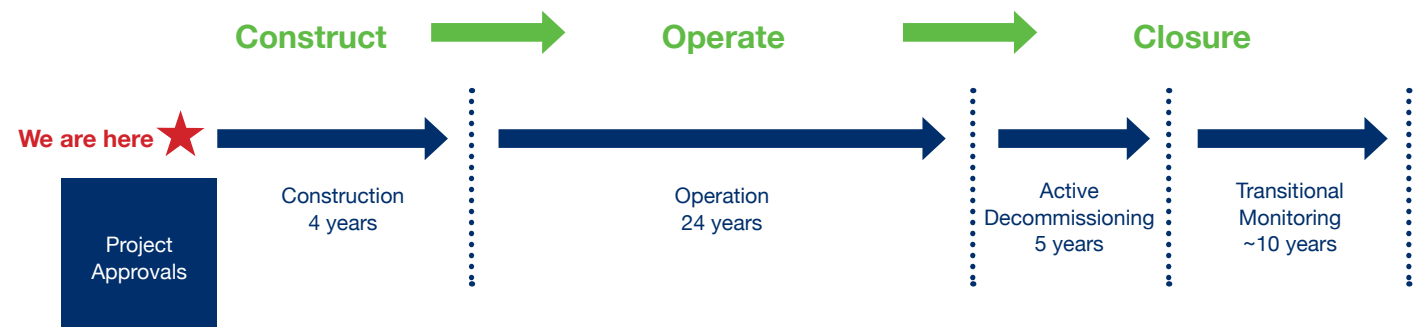 Construct
Operate
Closure
We are here
Project
Approvals
Construction
4 years
Operation
24 years
Active
Decommissioning
5 years
Transitional
Monitoring
~10 years